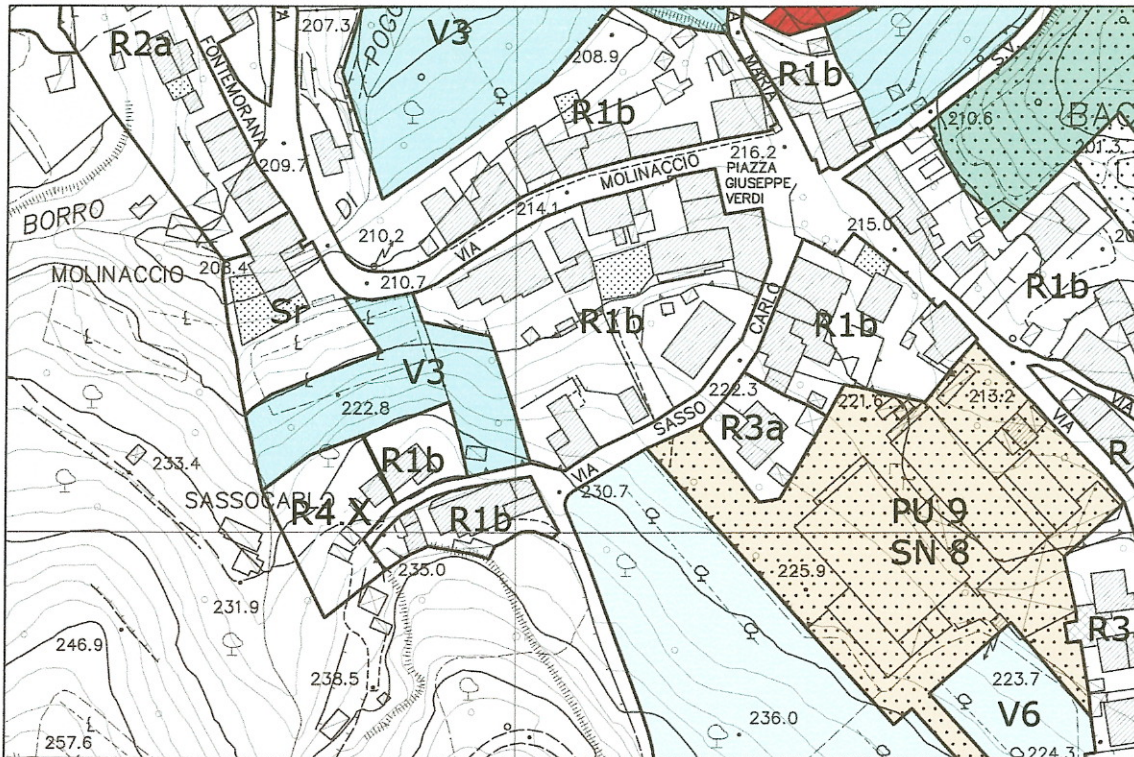 207.3
V3
R2a
VIA
POGG
208.9
FONTEMORANA
MARIA
R1b
R1b
210.6
BAC
209.7
216.2
201.3
MOLINACCIO
PIAZZA
GIUSEPPE
VERDI
DI
214.1
BORRO
215.0
VIA
210.2
MOLINACCIO
208.4
210.7
R1b
Sr
R1b
CARLO
R1b
V3
222.8
222.3
221.6
213.2
SASSO
R3a
VIA
VIA
233.4
R1b
R
VIA
SASSOCARLO
230.7
R4.X
R1b
PU 9
SN 8
235.0
225.9
231.9
R3
246.9
238.5
223.7
236.0
V6
257.6
224.3